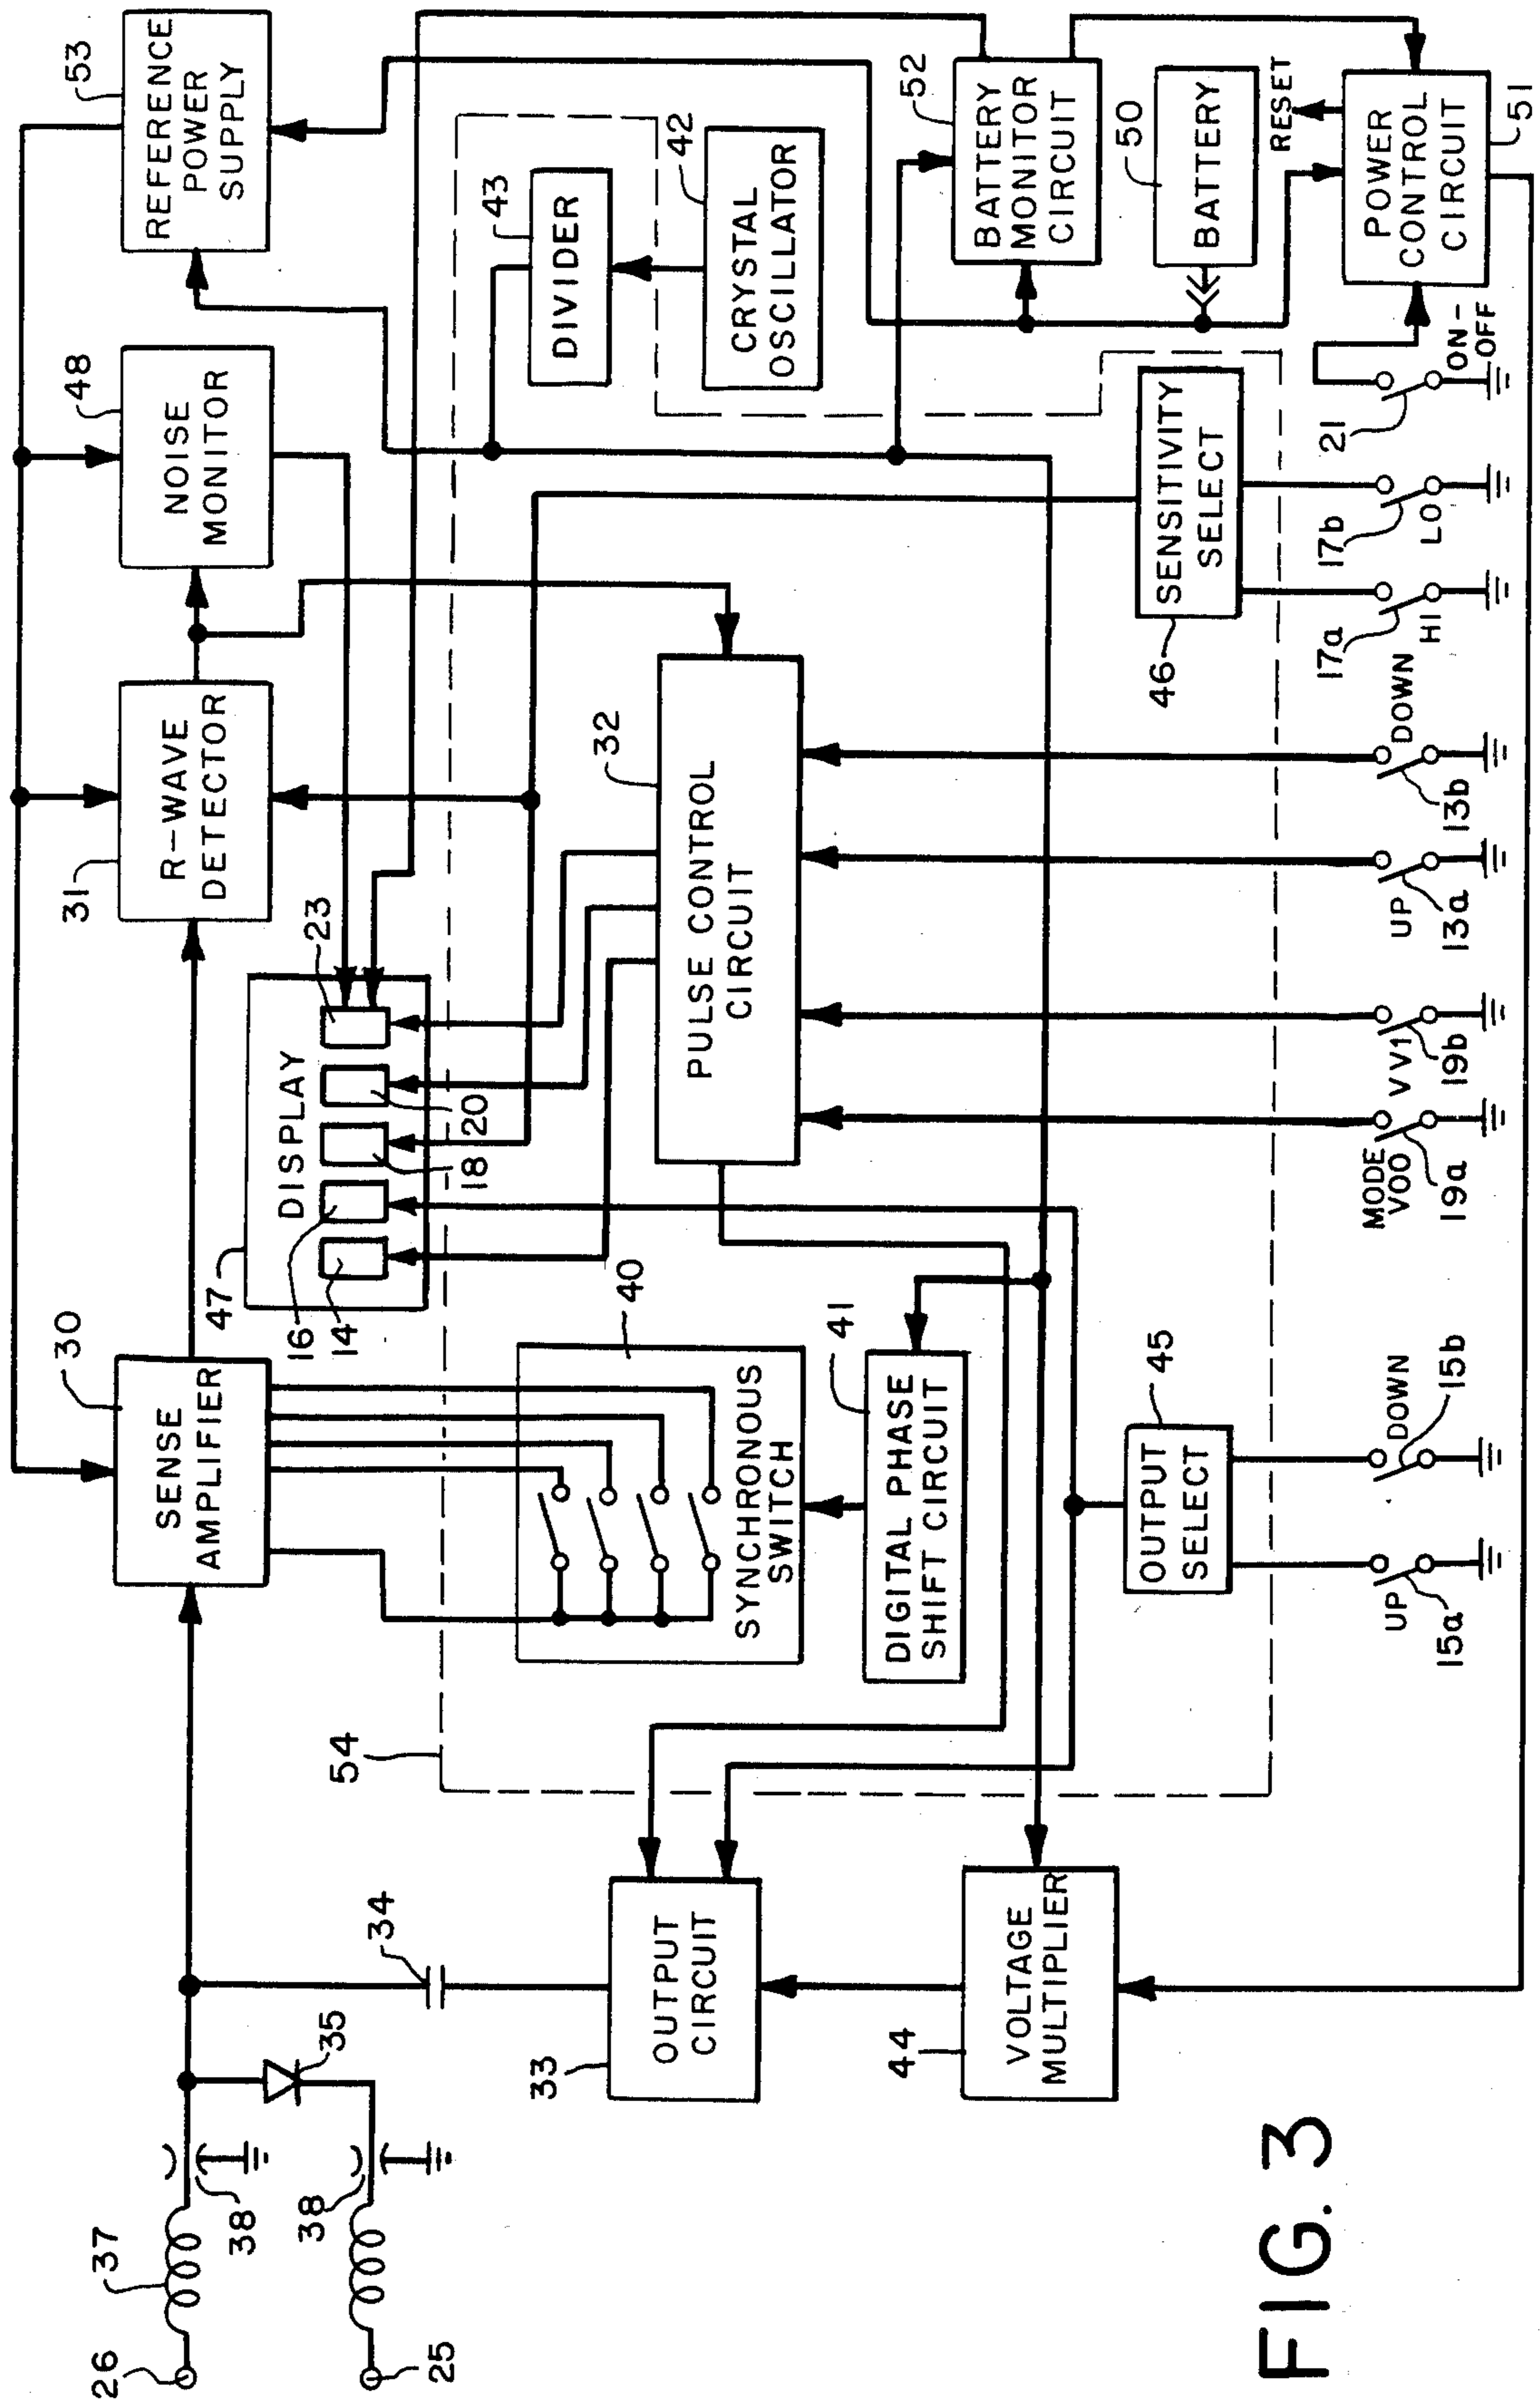 26
37
38
38
25
35
34
30
SENSE
AMPLIFIER
31
R-WAVE
DETECTOR
48
NOISE
MONITOR
53
REFERENCE
POWER
SUPPLY
47
DISPLAY
14
16
18
20
23
54
40
SYNCHRONOUS
SWITCH
41
DIGITAL PHASE
SHIFT CIRCUIT
32
PULSE CONTROL
CIRCUIT
43
DIVIDER
42
CRYSTAL
OSCILLATOR
33
OUTPUT
CIRCUIT
44
VOLTAGE
MULTIPLIER
45
OUTPUT
SELECT
46
SENSITIVITY
SELECT
52
BATTERY
MONITOR
CIRCUIT
50
BATTERY
RESET
POWER
CONTROL
CIRCUIT
51
UP
15a
DOWN
15b
MODE
VOO
19a
VV1
19b
UP
13a
DOWN
13b
17a
HI
17b
LO
21
ON-
OFF
FIG. 3